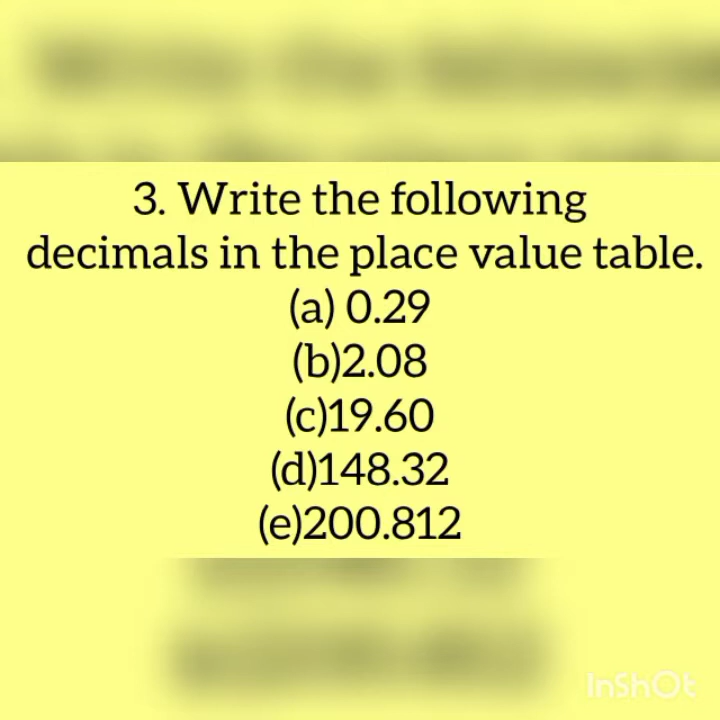 3. Write the following
decimals in the place value table.
(a) 0.29
(b)2.08
(c)19.60
(d)148.32
(e)200.812
InShOt